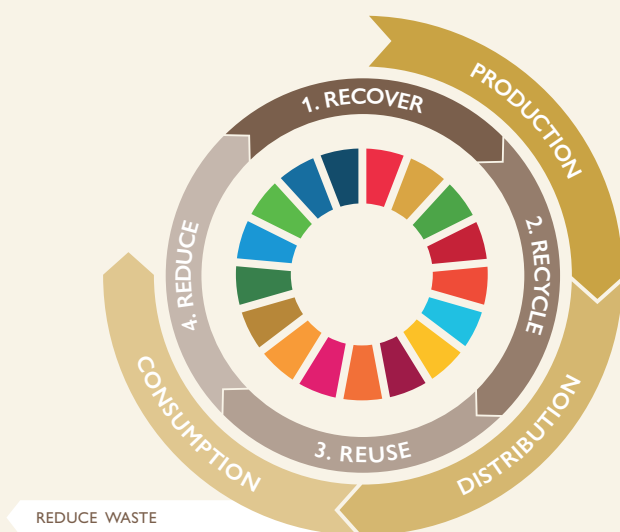 PRODUCTION
1. RECOVER
2. RECYCLE
4. REDUCE
3. REUSE
CONSUMPTION
DISTRIBUTION
REDUCE WASTE